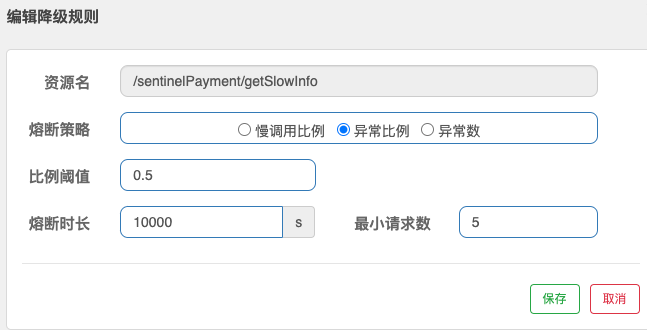 编辑降级规则
资源名 /sentinelPayment/getSlowInfo
熔断策略 慢调用比例 异常比例 异常数
比例阈值 0.5
熔断时长 10000 s 最小请求数 5
保存 取消